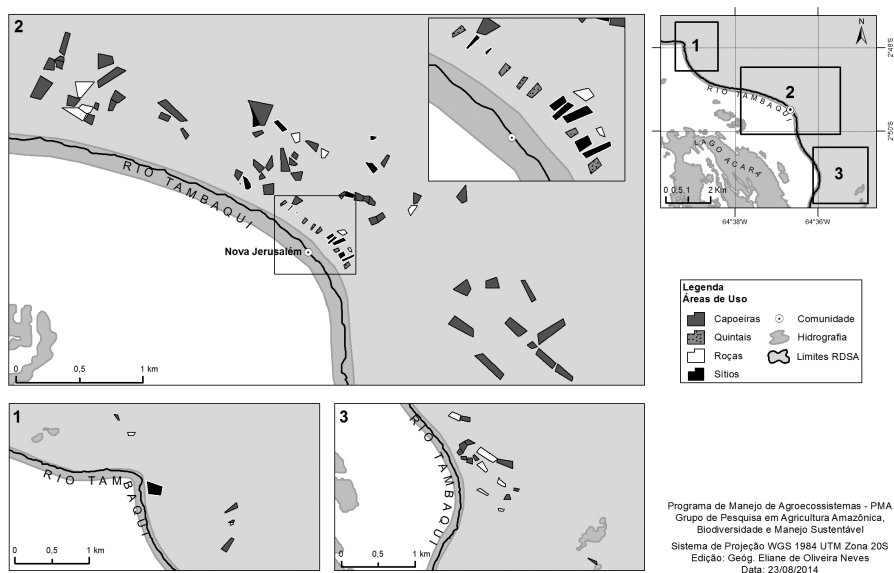 2
RIO TAMBAQUI
Nova Jerusalém
0 0,5 1 km
1
2
3
N
RIO TAMBAQUI
LAGO ACARÁ
0 0.5 1 2 Km
2°48'S
2°50'S
64°38'W 64°36'W
Legenda
Áreas de Uso
Capoeiras
Quintais
Roças
Sítios
Comunidade
Hidrografia
Limites RDSA
1
RIO TAMBAQUI
0 0,5 1 km
3
RIO TAMBAQUI
0 0,5 1 km
Programa de Manejo de Agroecossistemas - PMA
Grupo de Pesquisa em Agricultura Amazônica,
Biodiversidade e Manejo Sustentável
Sistema de Projeção WGS 1984 UTM Zona 20S
Edição: Geóg. Eliane de Oliveira Neves
Data: 23/08/2014